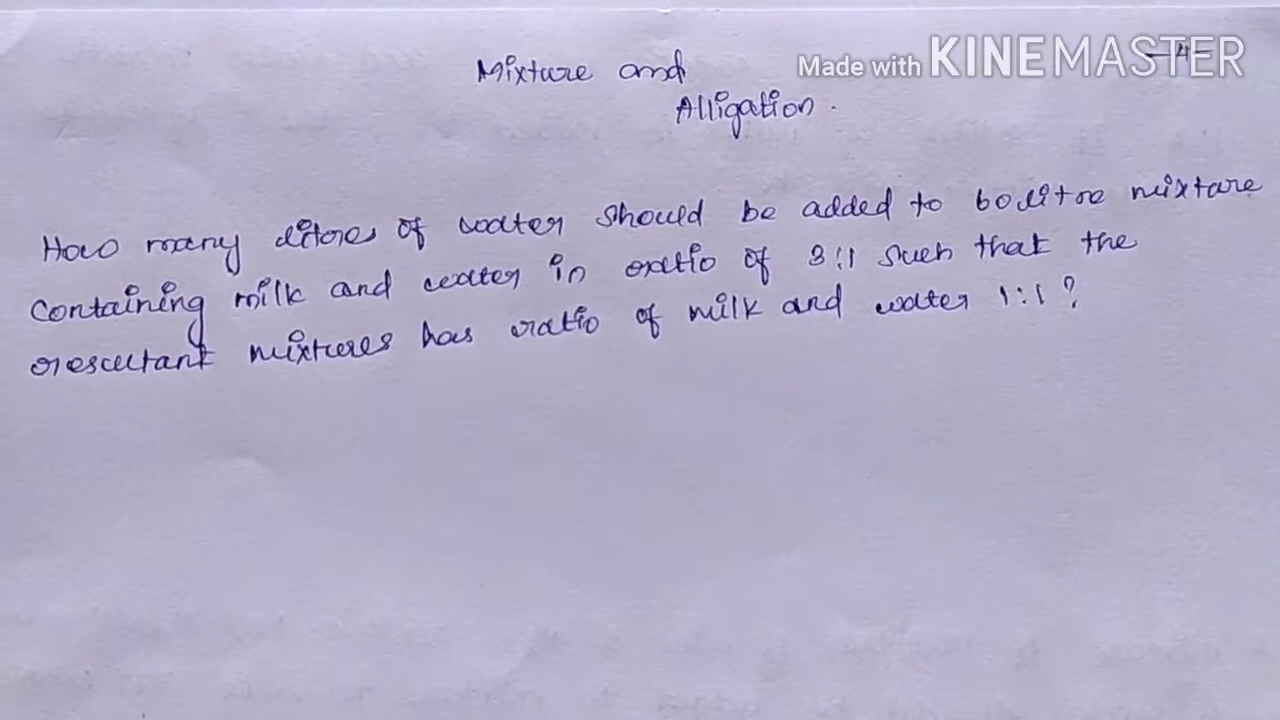 Mixture and
Made with KINEMASTER
-4-
Alligation.
How many litres of water should be added to 60 litre mixture
containing milk and water in ratio of 3:1 such that the
resultant mixtures has ratio of milk and water 1:1?